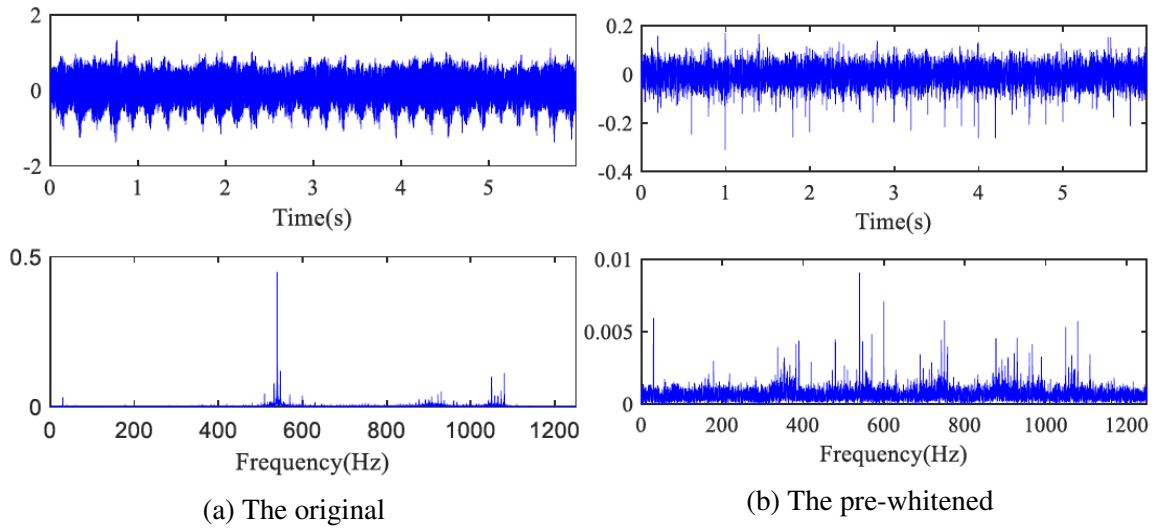 2
1
0
-1
-2
0 1 2 3 4 5
Time(s)
0.5
0
0 200 400 600 800 1000 1200
Frequency(Hz)
(a) The original
0.2
0
-0.2
-0.4
0 1 2 3 4 5
Time(s)
0.01
0.005
0
0 200 400 600 800 1000 1200
Frequency(Hz)
(b) The pre-whitened